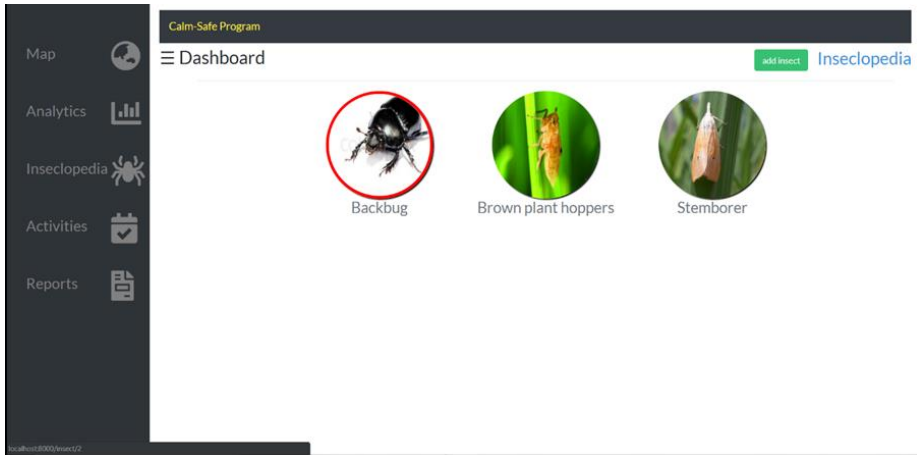 Calm-Safe Program
☰ Dashboard
add insect
Inseclopedia
Map
Analytics
Inseclopedia
Activities
Reports
Backbug
Brown plant hoppers
Stemborer
localhost:8000/insect/2